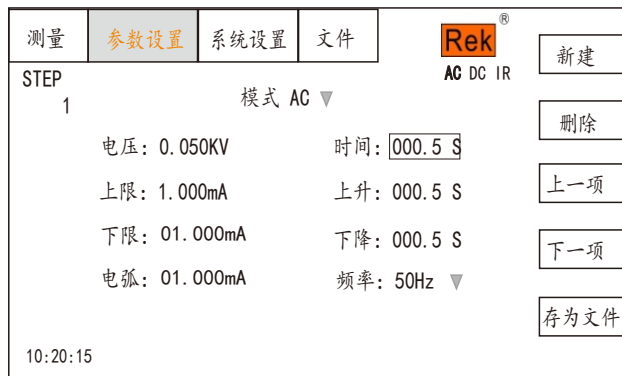 测量 参数设置 系统设置 文件
Rek®
AC DC IR
STEP
1
模式 AC
电压: 0.050KV 时间: 000.5 S
上限: 1.000mA 上升: 000.5 S
下限: 01.000mA 下降: 000.5 S
电弧: 01.000mA 频率: 50Hz
10:20:15
新建
删除
上一项
下一项
存为文件